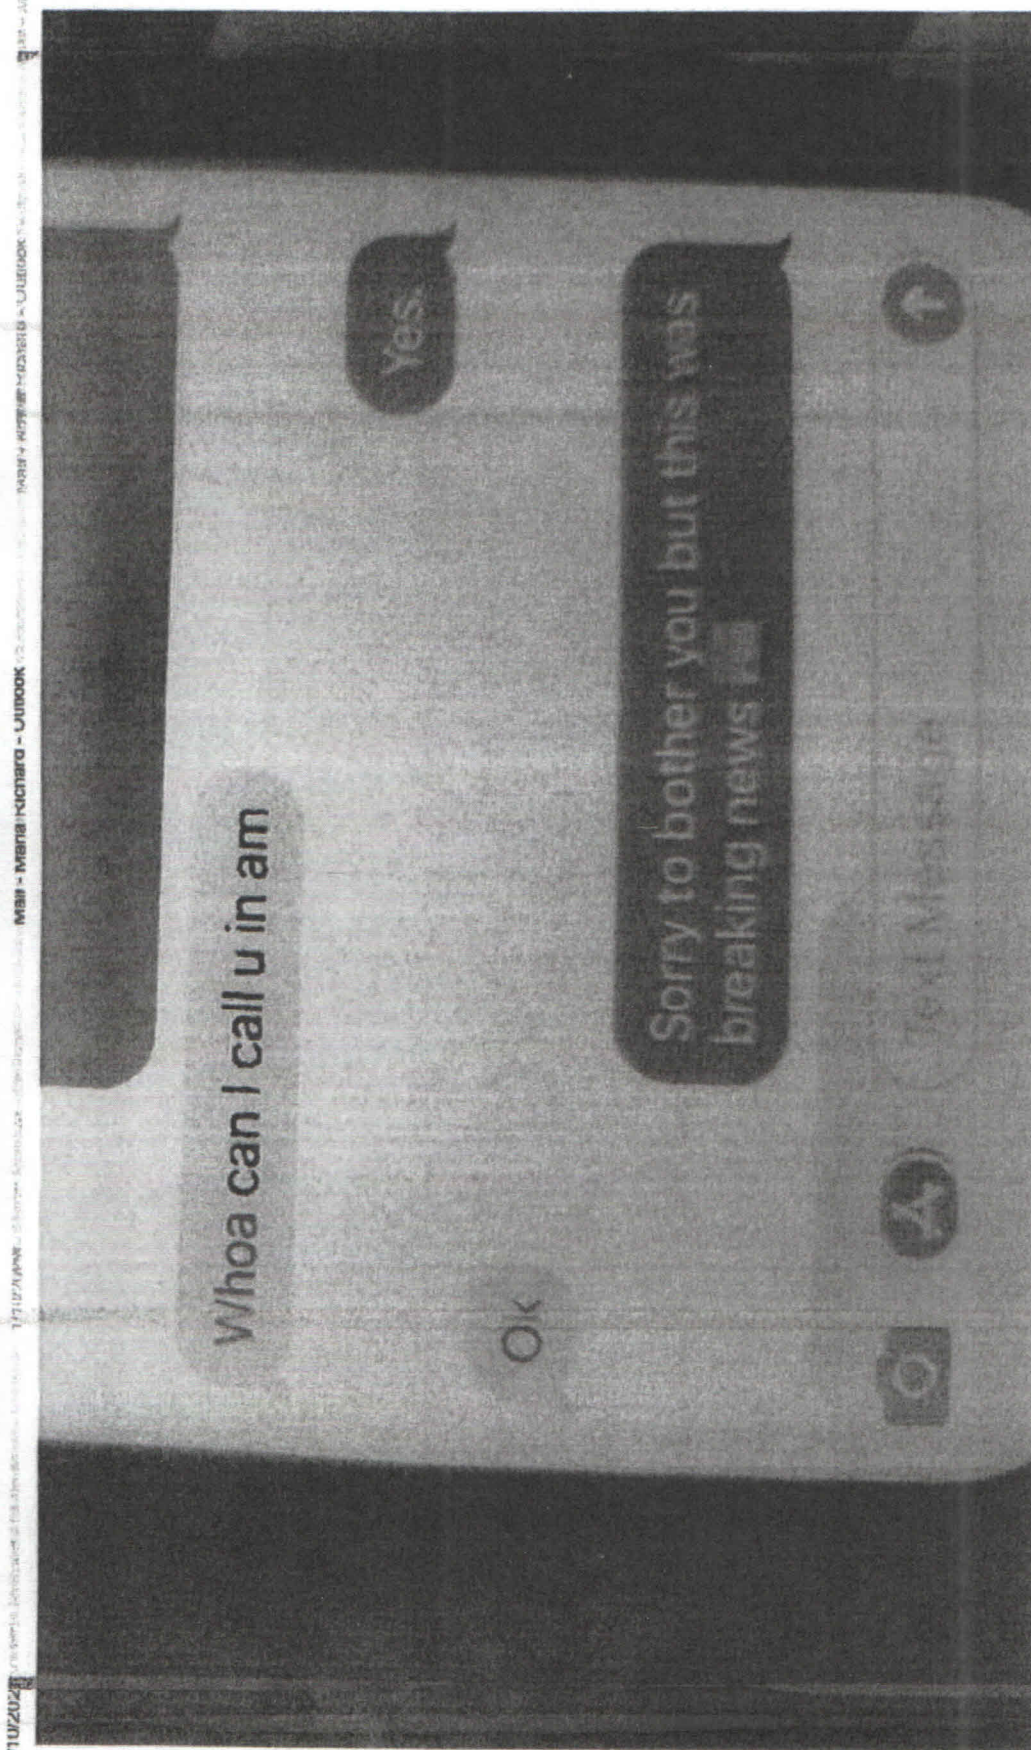 Mail - Maria Richard - Outlook
Whoa can I call u in am
Yes
Ok
Sorry to bother you but this was
breaking news
Text Message